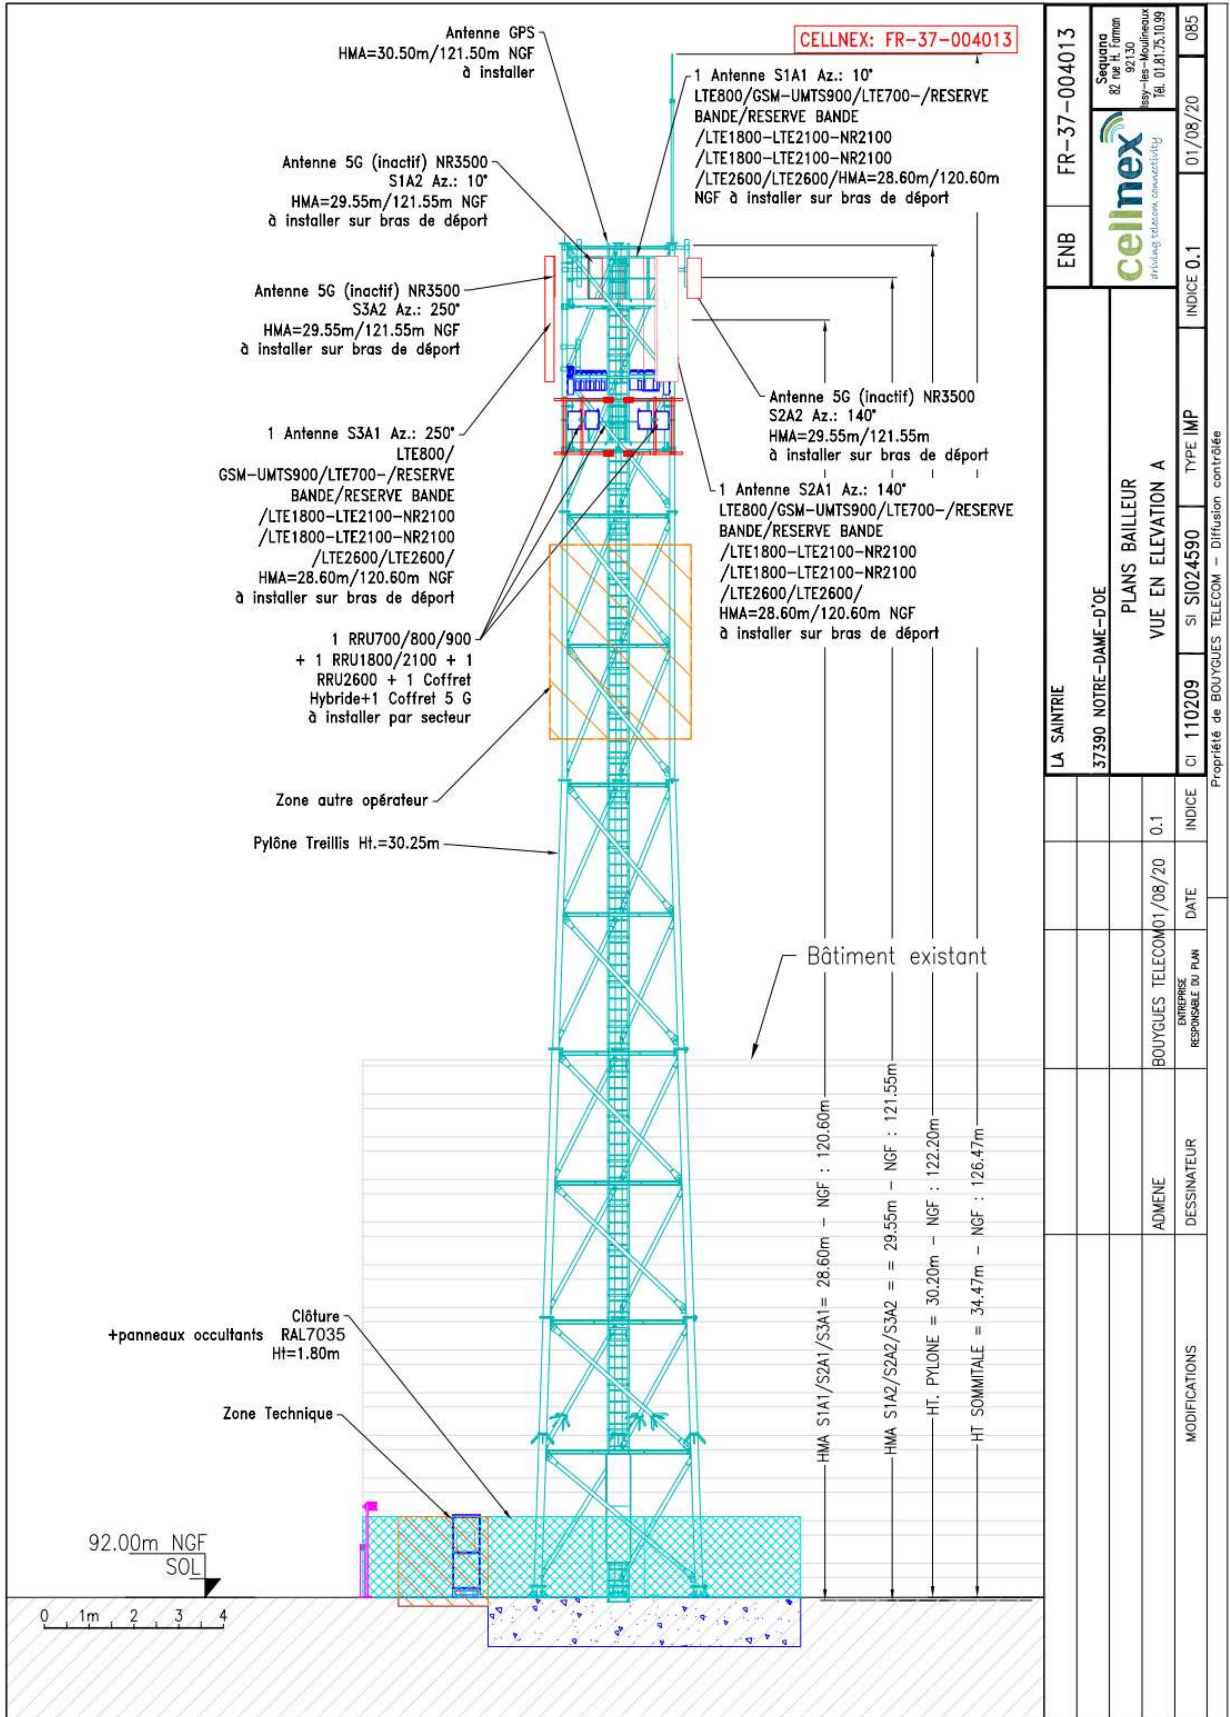 Antenne GPS
HMA=30.50m/121.50m NGF
à installer
CELLNEX: FR-37-004013
1 Antenne S1A1 Az.: 10°
LTE800/GSM-UMTS900/LTE700-/RESERVE
BANDE/RESERVE BANDE
/LTE1800-LTE2100-NR2100
/LTE1800-LTE2100-NR2100
/LTE2600/LTE2600/HMA=28.60m/120.60m
NGF à installer sur bras de déport
Antenne 5G (inactif) NR3500
S1A2 Az.: 10°
HMA=29.55m/121.55m NGF
à installer sur bras de déport
Antenne 5G (inactif) NR3500
S3A2 Az.: 250°
HMA=29.55m/121.55m NGF
à installer sur bras de déport
Antenne 5G (inactif) NR3500
S2A2 Az.: 140°
HMA=29.55m/121.55m
à installer sur bras de déport
1 Antenne S3A1 Az.: 250°
LTE800/
GSM-UMTS900/LTE700-/RESERVE
BANDE/RESERVE BANDE
/LTE1800-LTE2100-NR2100
/LTE1800-LTE2100-NR2100
/LTE2600/LTE2600/
HMA=28.60m/120.60m NGF
à installer sur bras de déport
1 Antenne S2A1 Az.: 140°
LTE800/GSM-UMTS900/LTE700-/RESERVE
BANDE/RESERVE BANDE
/LTE1800-LTE2100-NR2100
/LTE1800-LTE2100-NR2100
/LTE2600/LTE2600/
HMA=28.60m/120.60m NGF
à installer sur bras de déport
1 RRU700/800/900
+ 1 RRU1800/2100 + 1
RRU2600 + 1 Coffret
Hybride+1 Coffret 5 G
à installer par secteur
Zone autre opérateur
Pylône Treillis Ht.=30.25m
Bâtiment existant
HMA S1A1/S2A1/S3A1= 28.60m - NGF : 120.60m
HMA S1A2/S2A2/S3A2 = = 29.55m - NGF : 121.55m
HT. PYLONE = 30.20m - NGF : 122.20m
HT SOMMITALE = 34.47m - NGF : 126.47m
Clôture
+panneaux occultants RAL7035
Ht=1.80m
Zone Technique
92.00m NGF
SOL
0 1m 2 3 4
ENB FR-37-004013
cellnex
driving telecom connectivity
Sequana
82 rue H. Farman
92130
Issy-les-Moulineaux
Tél. 01.81.75.10.99
LA SAINTRIE
37390 NOTRE-DAME-D'OE
PLANS BAILLEUR
VUE EN ELEVATION A
CI 110209 SI SI024590 TYPE IMP INDICE 0.1 01/08/20 085
ADMENE BOUYGUES TELECOM 01/08/20 0.1
MODIFICATIONS DESSINATEUR ENTREPRISE
RESPONSABLE DU PLAN DATE INDICE
Propriété de BOUYGUES TELECOM - Diffusion contrôlée